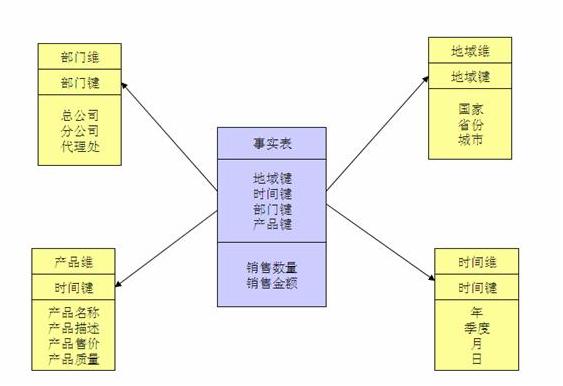 部门维
部门键
总公司
分公司
代理处
地域维
地域键
国家
省份
城市
事实表
地域键
时间键
部门键
产品键
销售数量
销售金额
产品维
时间键
产品名称
产品描述
产品售价
产品质量
时间维
时间键
年
季度
月
日